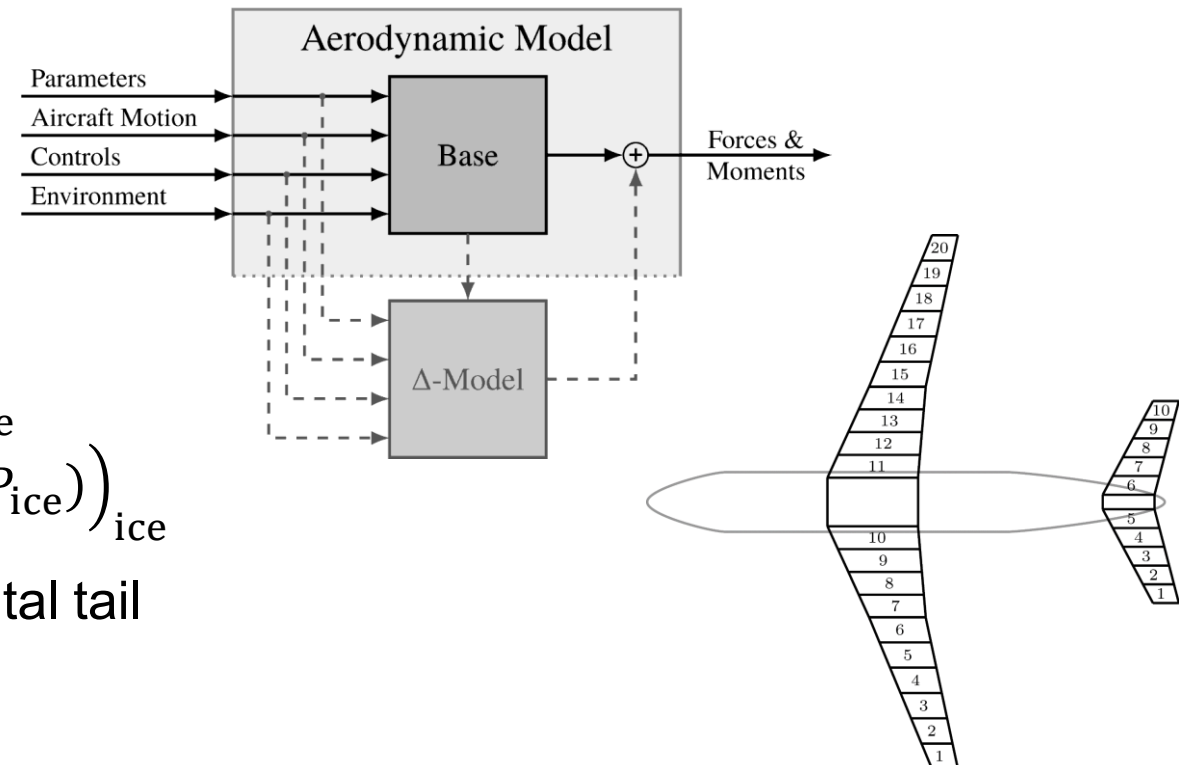 Aerodynamic Model
Parameters
Aircraft Motion
Controls
Environment
Base
+
Forces &
Moments
Δ-Model
ice
ice))ice
tal tail
20
19
18
17
16
15
14
13
12
11
10
9
8
7
6
5
4
3
2
1
10
9
8
7
6
5
4
3
2
1